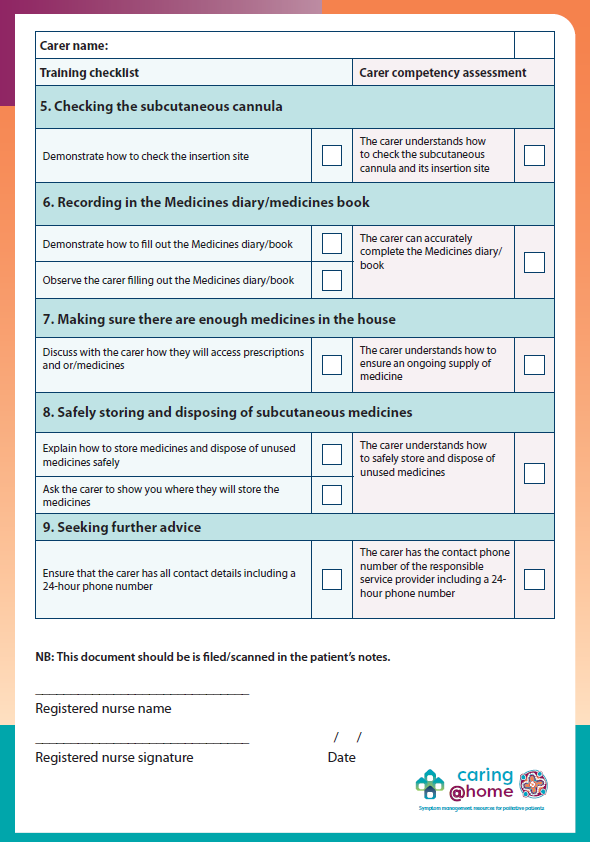 Carer name:
Training checklist
Carer competency assessment
5. Checking the subcutaneous cannula
Demonstrate how to check the insertion site
The carer understands how
to check the subcutaneous
cannula and its insertion site
6. Recording in the Medicines diary/medicines book
Demonstrate how to fill out the Medicines diary/book
Observe the carer filling out the Medicines diary/book
The carer can accurately
complete the Medicines diary/
book
7. Making sure there are enough medicines in the house
Discuss with the carer how they will access prescriptions
and or/medicines
The carer understands how to
ensure an ongoing supply of
medicine
8. Safely storing and disposing of subcutaneous medicines
Explain how to store medicines and dispose of unused
medicines safely
Ask the carer to show you where they will store the
medicines
The carer understands how
to safely store and dispose of
unused medicines
9. Seeking further advice
Ensure that the carer has all contact details including a
24-hour phone number
The carer has the contact phone
number of the responsible
service provider including a 24-
hour phone number
NB: This document should be is filed/scanned in the patient's notes.
Registered nurse name
/ /
Registered nurse signature
Date
caring
@home
Symptom management resources for palliative patients